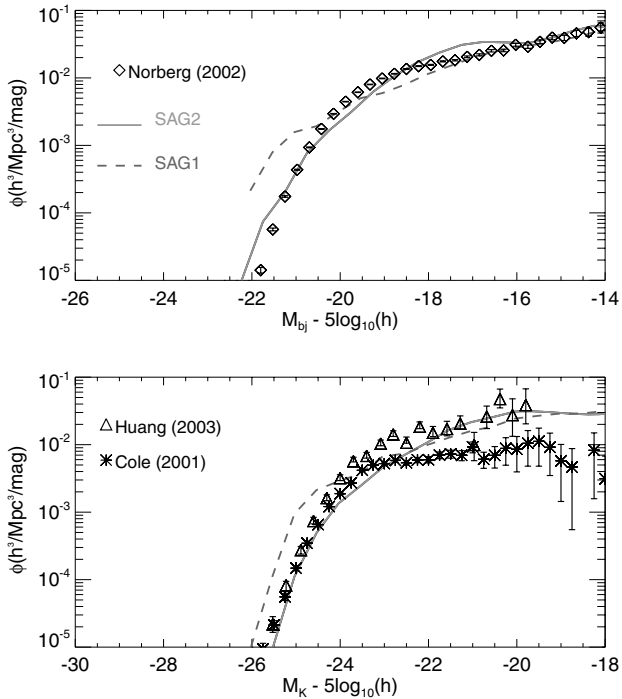 10⁻¹
10⁻²
10⁻³
10⁻⁴
10⁻⁵
ϕ(h³/Mpc³/mag)
Norberg (2002)
SAG2
SAG1
-26 -24 -22 -20 -18 -16 -14
M_bj - 5log₁₀(h)
10⁻¹
10⁻²
10⁻³
10⁻⁴
10⁻⁵
ϕ(h³/Mpc³/mag)
Huang (2003)
Cole (2001)
-30 -28 -26 -24 -22 -20 -18
M_K - 5log₁₀(h)